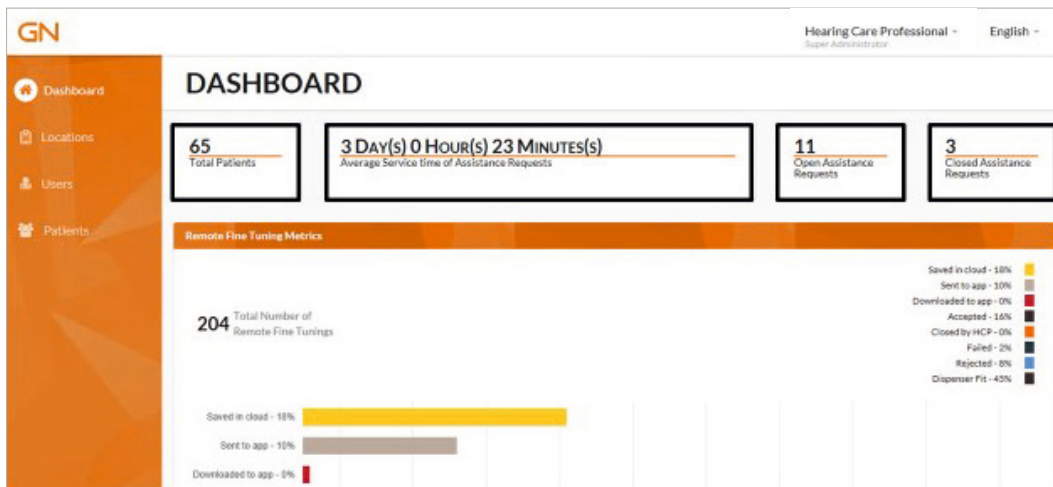 GN
Hearing Care Professional
English
Super Administrator
Dashboard
Locations
Users
Patients
DASHBOARD
65
Total Patients
3 DAY(S) 0 HOUR(S) 23 MINUTES(S)
Average Service time of Assistance Requests
11
Open Assistance
Requests
3
Closed Assistance
Requests
Remote Fine Tuning Metrics
204
Total Number of
Remote Fine Tunings
Saved in cloud - 18%
Sent to app - 10%
Downloaded to app - 0%
Accepted - 16%
Closed by HCP - 0%
Failed - 2%
Rejected - 8%
Dispenser Fit - 45%
Saved in cloud - 18%
Sent to app - 10%
Downloaded to app - 0%